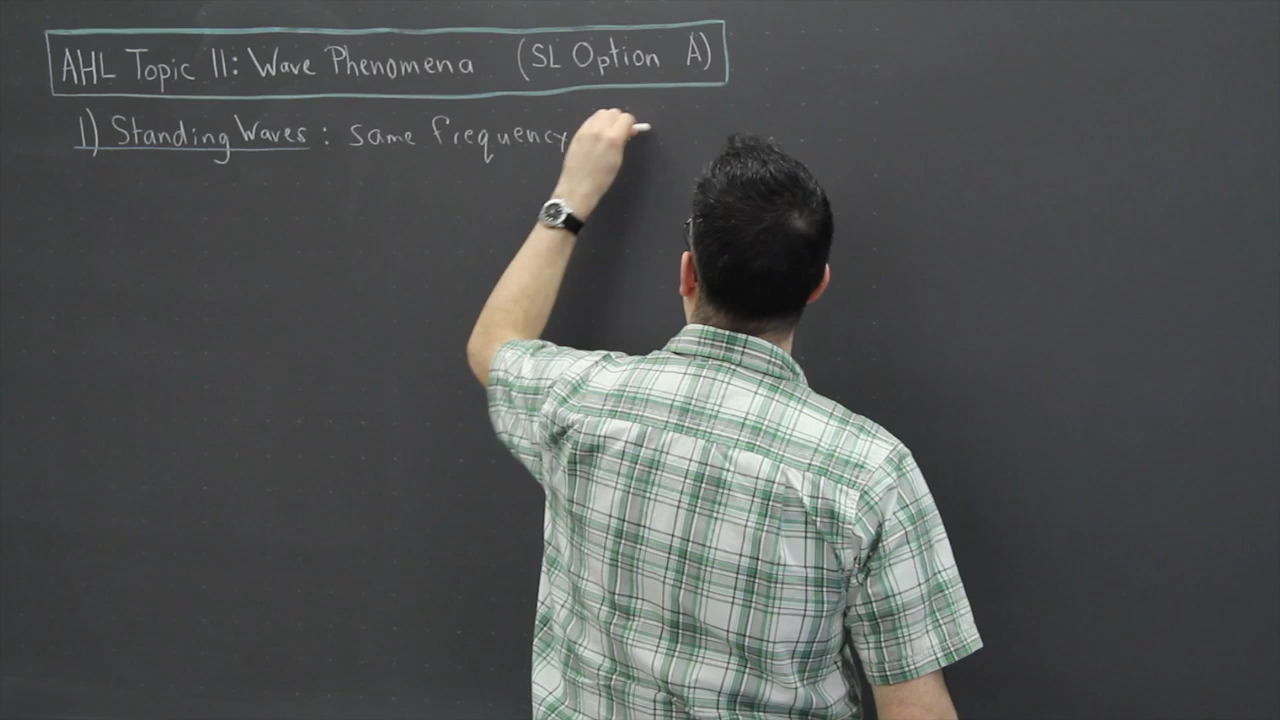 AHL Topic 11: Wave Phenomena (SL Option A)
1) Standing Waves : same frequency